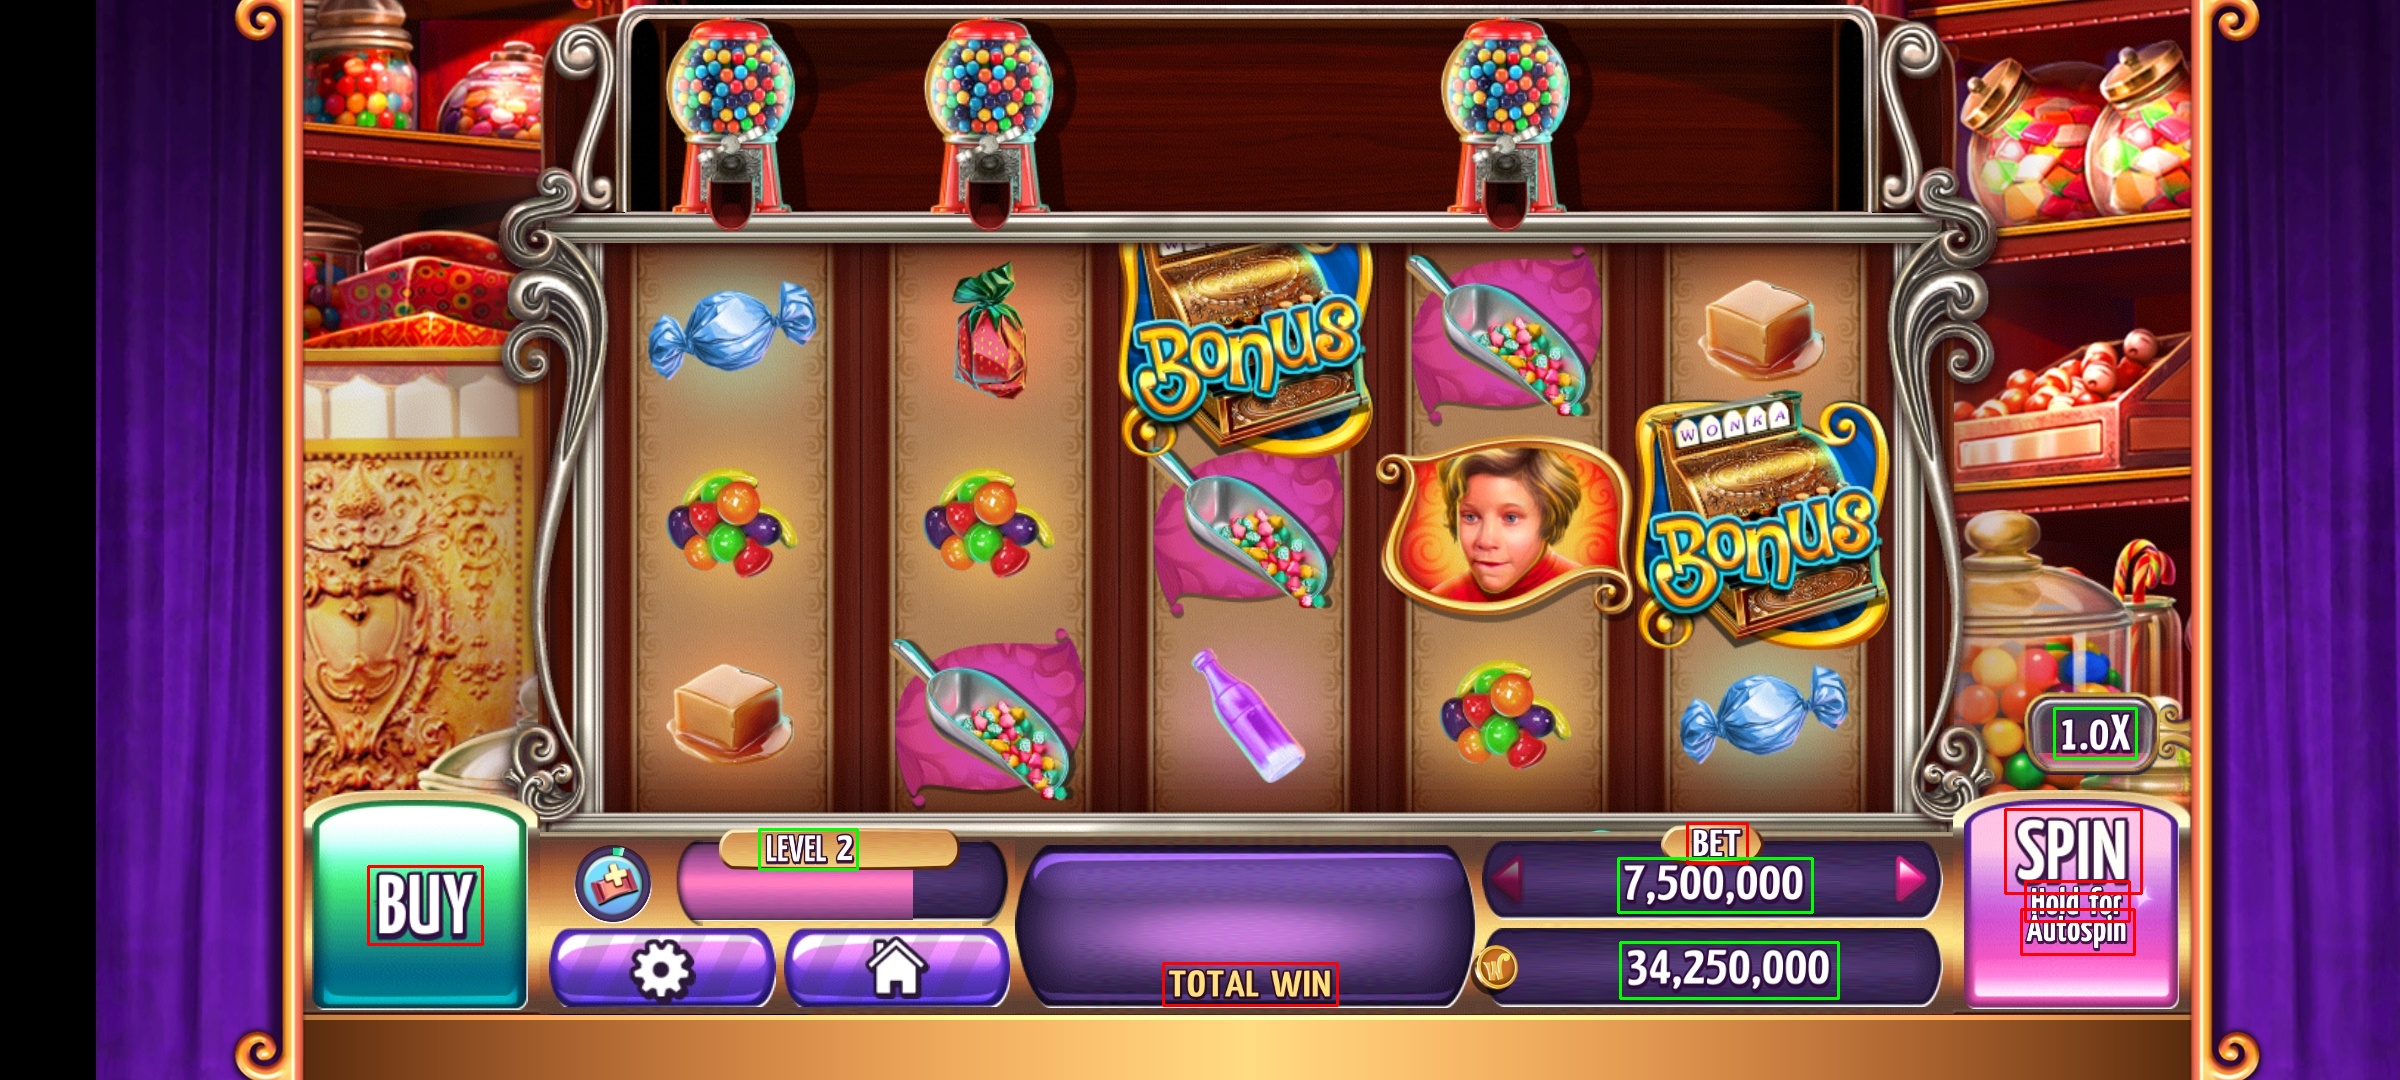 BONUS
WONKA
BONUS
1.0X
LEVEL 2
BET
SPIN
BUY
7,500,000
Hold for
Autospin
TOTAL WIN
34,250,000